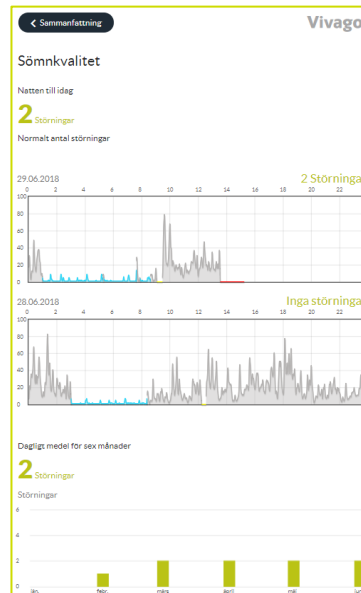 Sammanfattning
Vivago
Sömnkvalitet
Natten till idag
2 Störningar
Normalt antal störningar
29.06.2018 2 Störninga
0 2 4 6 8 10 12 14 16 18 20 22
100
80
60
40
20
0
28.06.2018 Inga störninga
0 2 4 6 8 10 12 14 16 18 20 22
100
80
60
40
20
0
Dagligt medel för sex månader
2 Störningar
Störningar
6
4
2
0
jan. febr. mars april maj jun